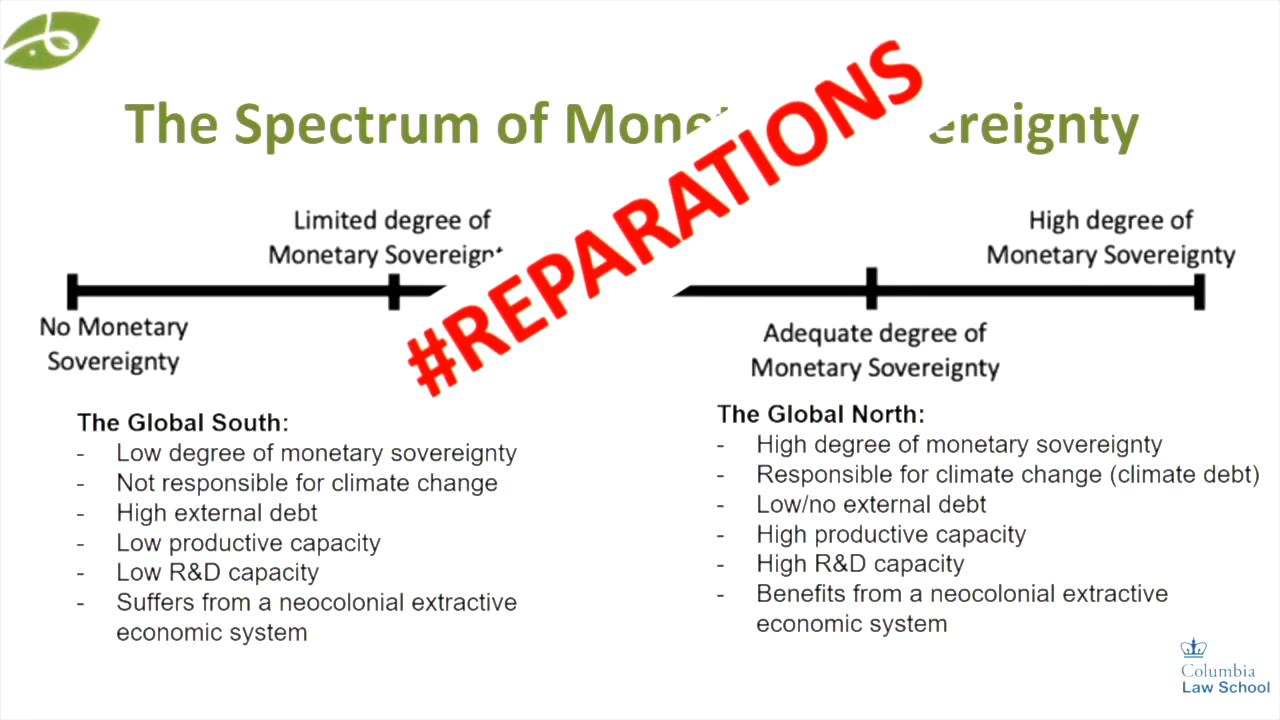 The Spectrum of Monetary Sovereignty
#REPARATIONS
Limited degree of
Monetary Sovereignty
High degree of
Monetary Sovereignty
No Monetary
Sovereignty
Adequate degree of
Monetary Sovereignty
The Global South:
- Low degree of monetary sovereignty
- Not responsible for climate change
- High external debt
- Low productive capacity
- Low R&D capacity
- Suffers from a neocolonial extractive
economic system
The Global North:
- High degree of monetary sovereignty
- Responsible for climate change (climate debt)
- Low/no external debt
- High productive capacity
- High R&D capacity
- Benefits from a neocolonial extractive
economic system
Columbia
Law School